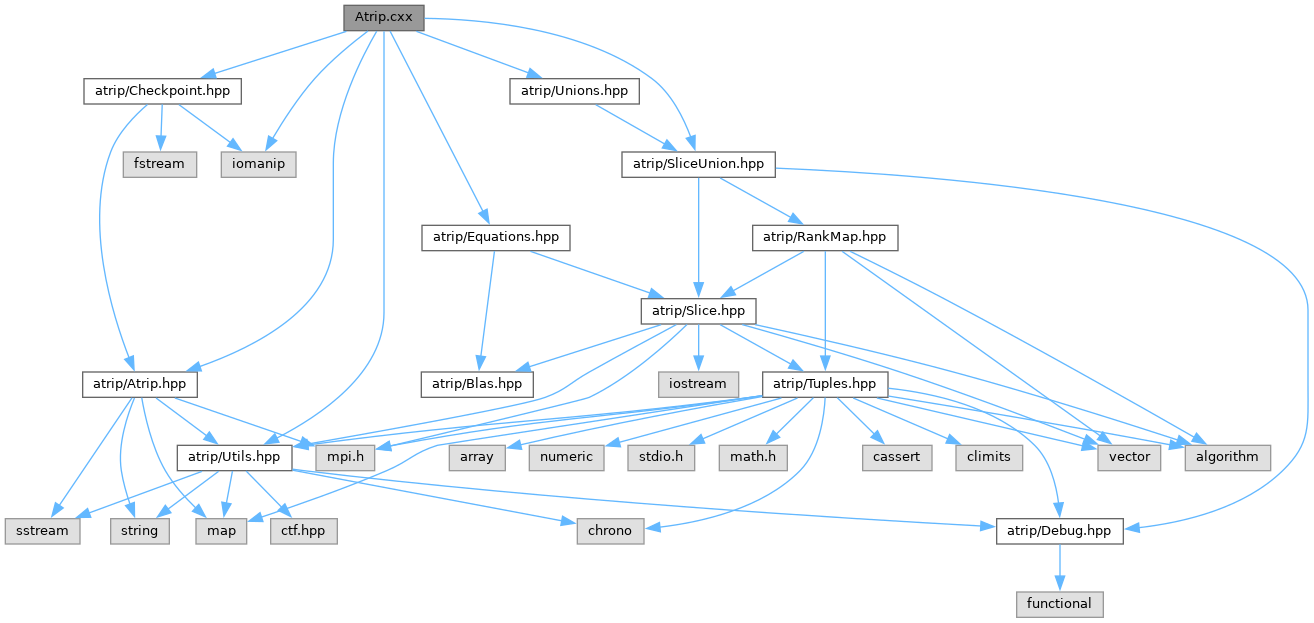 Atrip.cxx
atrip/Checkpoint.hpp
atrip/Unions.hpp
fstream
iomanip
atrip/SliceUnion.hpp
atrip/Equations.hpp
atrip/RankMap.hpp
atrip/Slice.hpp
atrip/Atrip.hpp
atrip/Blas.hpp
iostream
atrip/Tuples.hpp
atrip/Utils.hpp
mpi.h
array
numeric
stdio.h
math.h
cassert
climits
vector
algorithm
sstream
string
map
ctf.hpp
chrono
atrip/Debug.hpp
functional